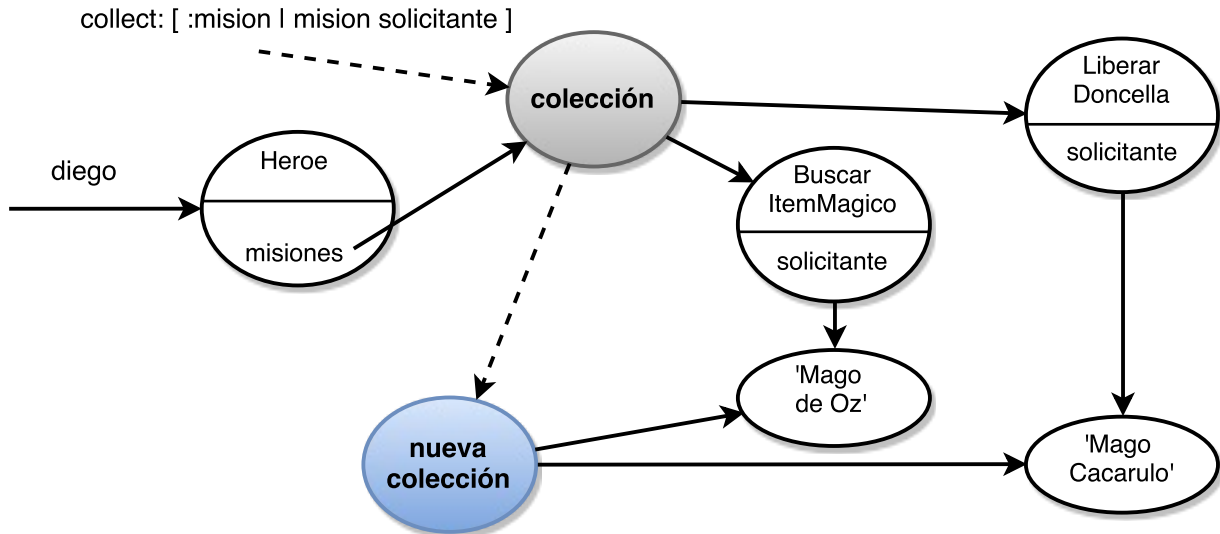 collect: [ :mision | mision solicitante ]
colección
Liberar
Doncella
solicitante
diego
Heroe
misiones
Buscar
ItemMagico
solicitante
'Mago
de Oz'
nueva
colección
'Mago
Cacarulo'